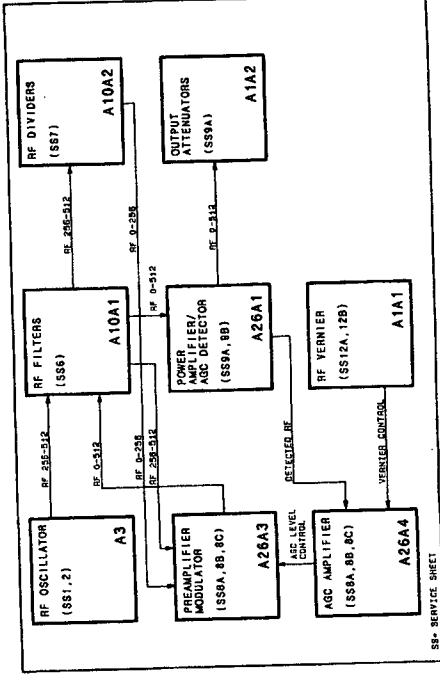 RF OSCILLATOR
(SS1,2)
A3
RF 256-512
RF 0-512
RF FILTERS
(SS6)
A10A1
RF 256-512
RF DIVIDERS
(SS7)
A10A2
RF 0-256
RF 256-512
RF 0-512
PREAMPLIFIER
MODULATOR
(SS8A,8B,8C)
A26A3
POWER
AMPLIFIER/
AGC DETECTOR
(SS9A,9B)
A26A1
RF 0-512
OUTPUT
ATTENUATORS
(SS9A)
A1A2
AGC LEVEL
CONTROL
DETECTED RF
AGC AMPLIFIER
(SS8A,8B,8C)
A26A4
VERNIER CONTROL
RF VERNIER
(SS12A,12B)
A1A1
SS= SERVICE SHEET